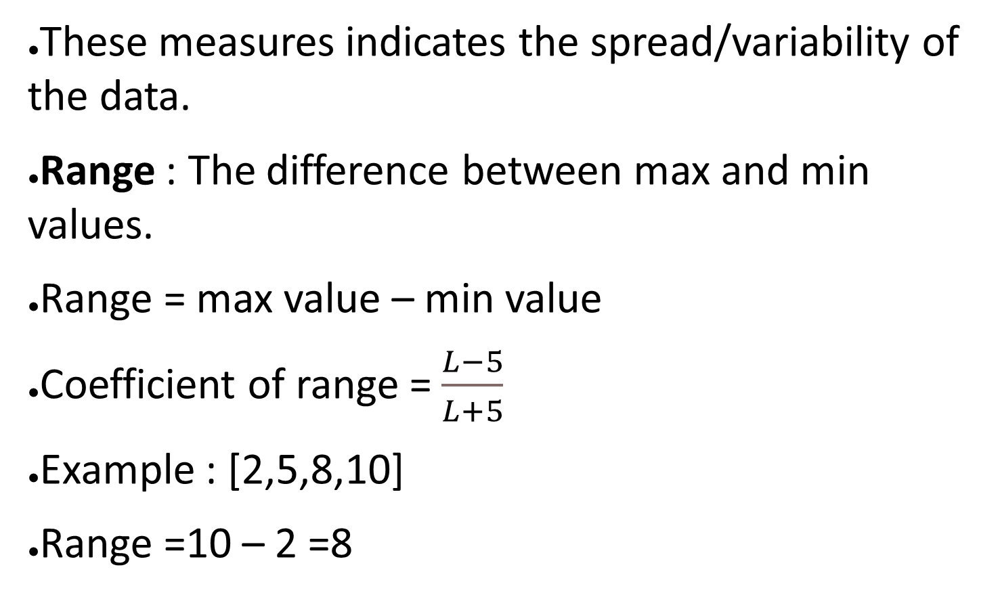 •These measures indicates the spread/variability of
the data.
•Range : The difference between max and min
values.
•Range = max value – min value
•Coefficient of range = \frac{L-5}{L+5}
•Example : [2,5,8,10]
•Range =10 – 2 =8